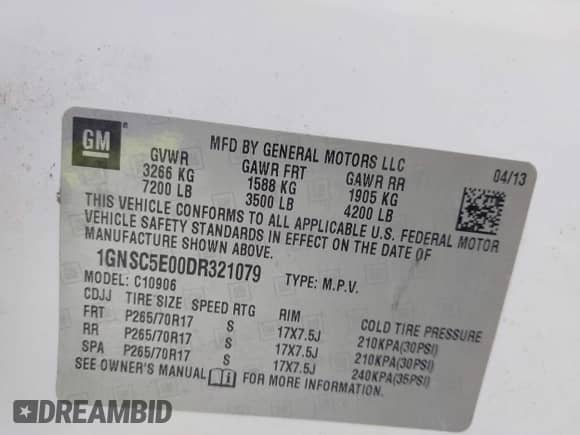 GM
®
MFD BY GENERAL MOTORS LLC
04/13
GVWR GAWR FRT GAWR RR
3266 KG 1588 KG 1905 KG
7200 LB 3500 LB 4200 LB
THIS VEHICLE CONFORMS TO ALL APPLICABLE U.S. FEDERAL MOTOR
VEHICLE SAFETY STANDARDS IN EFFECT ON THE DATE OF
MANUFACTURE SHOWN ABOVE.
1GNSC5E00DR321079 TYPE: M.P.V.
MODEL: C10906
CDJJ TIRE SIZE SPEED RTG RIM COLD TIRE PRESSURE
FRT P265/70R17 S 17X7.5J 210KPA(30PSI)
RR P265/70R17 S 17X7.5J 210KPA(30PSI)
SPA P265/70R17 S 17X7.5J 240KPA(35PSI)
SEE OWNER'S MANUAL i FOR MORE INFORMATION.
DREAMBID